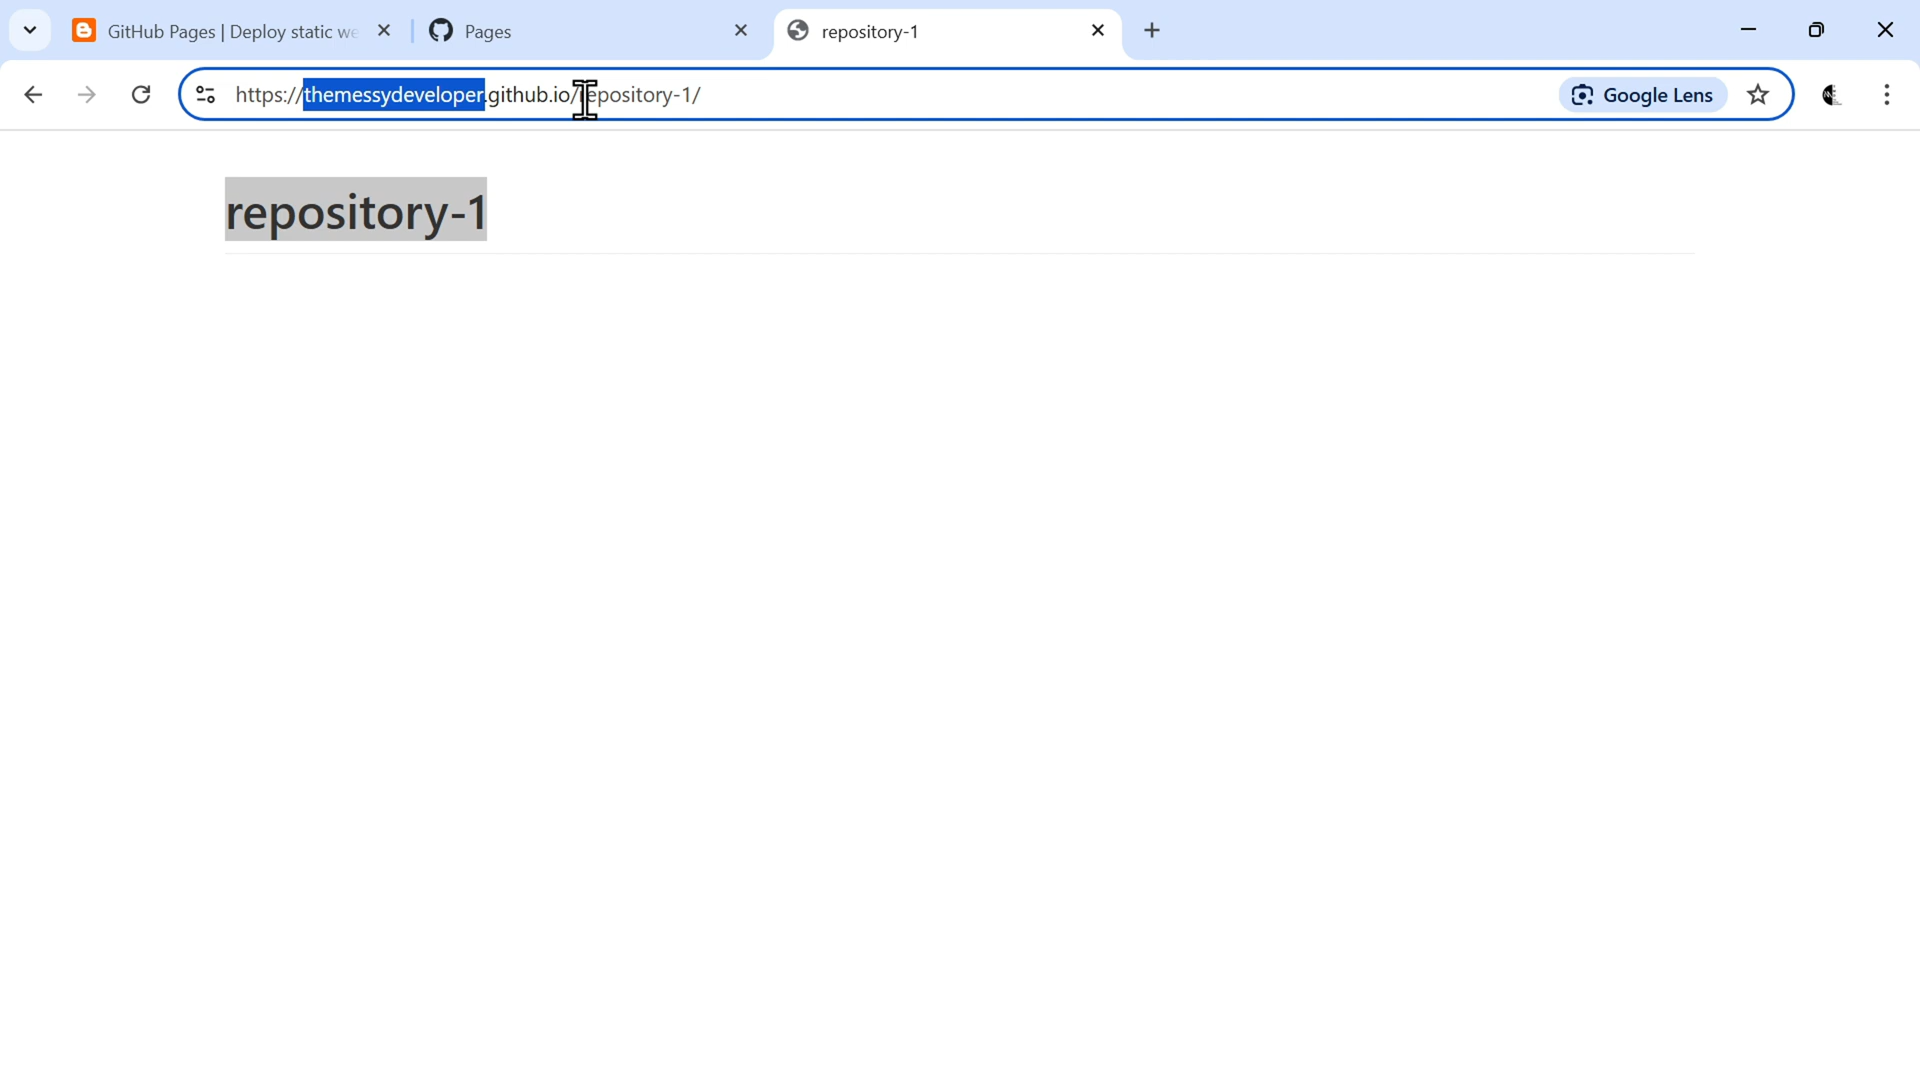 GitHub Pages | Deploy static we
Pages
repository-1
https://themessydeveloper.github.io/repository-1/
Google Lens
repository-1